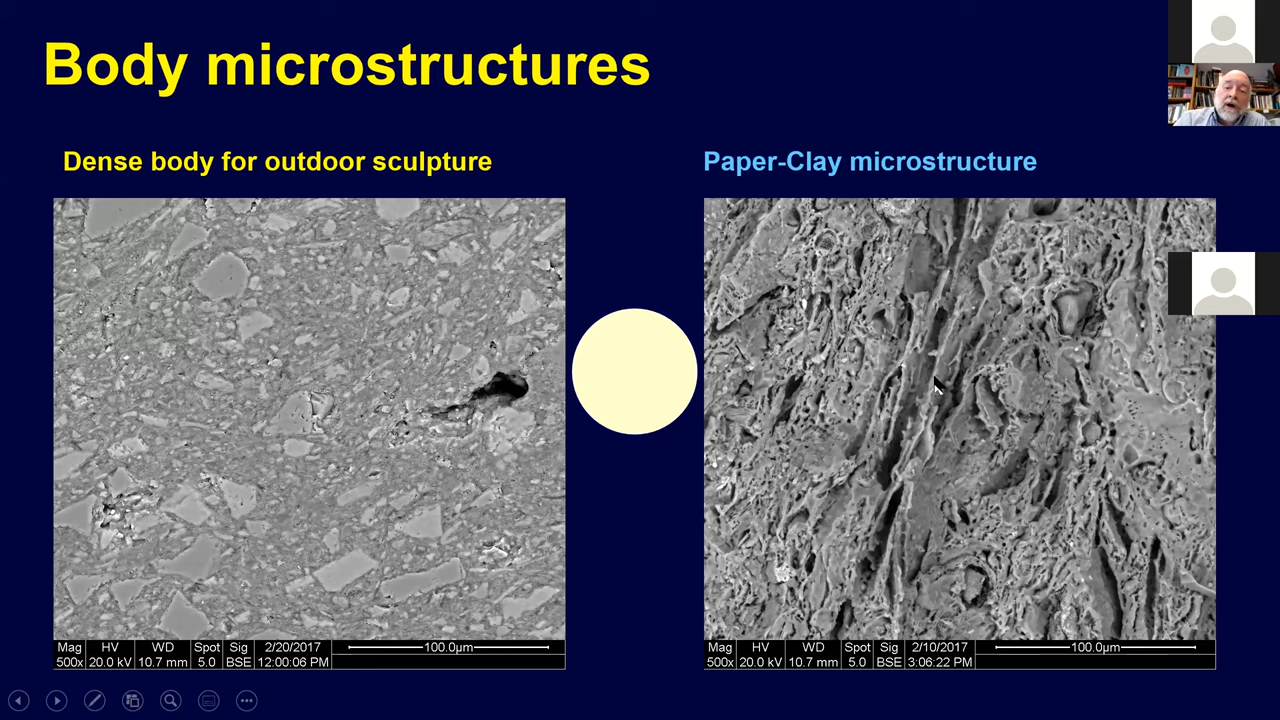 Body microstructures
Dense body for outdoor sculpture
Paper-Clay microstructure
Mag HV WD Spot Sig 2/20/2017 100.0µm
500x 20.0 kV 10.7 mm 5.0 BSE 12:00:06 PM
Mag HV WD Spot Sig 2/10/2017 100.0µm
500x 20.0 kV 10.7 mm 5.0 BSE 3:06:22 PM